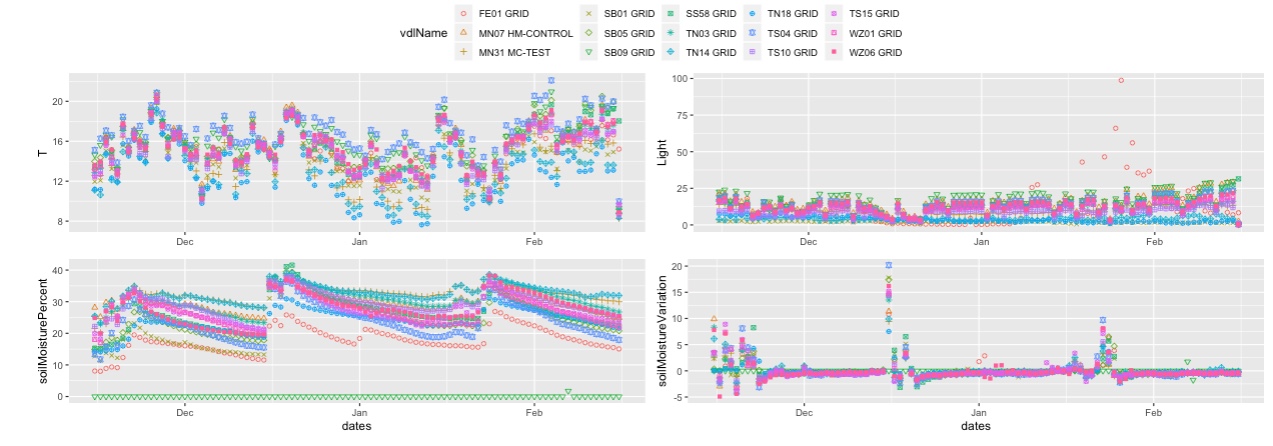 vdlName
FE01 GRID SB01 GRID SS58 GRID TN18 GRID TS15 GRID
MN07 HM-CONTROL SB05 GRID TN03 GRID TS04 GRID WZ01 GRID
MN31 MC-TEST SB09 GRID TN14 GRID TS10 GRID WZ06 GRID
T
20
16
12
8
Dec Jan Feb
Light
100
75
50
25
0
Dec Jan Feb
soilMoisturePercent
40
30
20
10
0
Dec Jan Feb
dates
soilMoistureVariation
20
15
10
5
0
-5
Dec Jan Feb
dates